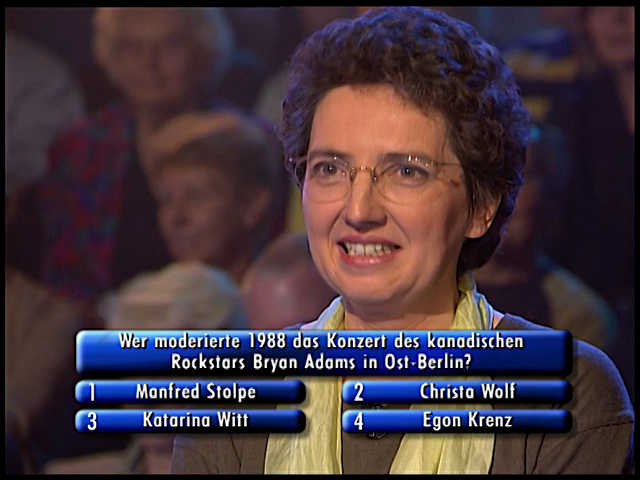 Wer moderierte 1988 das Konzert des kanadischen
Rockstars Bryan Adams in Ost-Berlin?
1 Manfred Stolpe
2 Christa Wolf
3 Katarina Witt
4 Egon Krenz